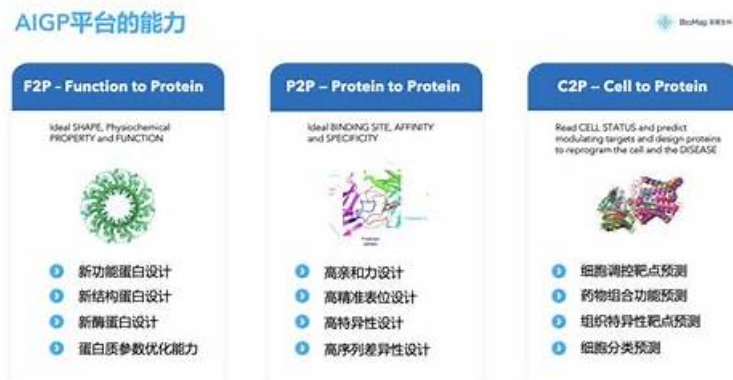 AIGP平台的能力
BioMap
F2P - Function to Protein
Ideal SHAPE, Physiochemical
PROPERTY and FUNCTION
新功能蛋白设计
新结构蛋白设计
新酶蛋白设计
蛋白质参数优化能力
P2P – Protein to Protein
Ideal BINDING SITE, AFFINITY
and SPECIFICITY
高亲和力设计
高精准表位设计
高特异性设计
高序列差异性设计
C2P – Cell to Protein
Read CELL STATUS and predict
modulating targets and design proteins
to reprogram the cell and the DISEASE
细胞调控靶点预测
药物组合功能预测
组织特异性靶点预测
细胞分类预测